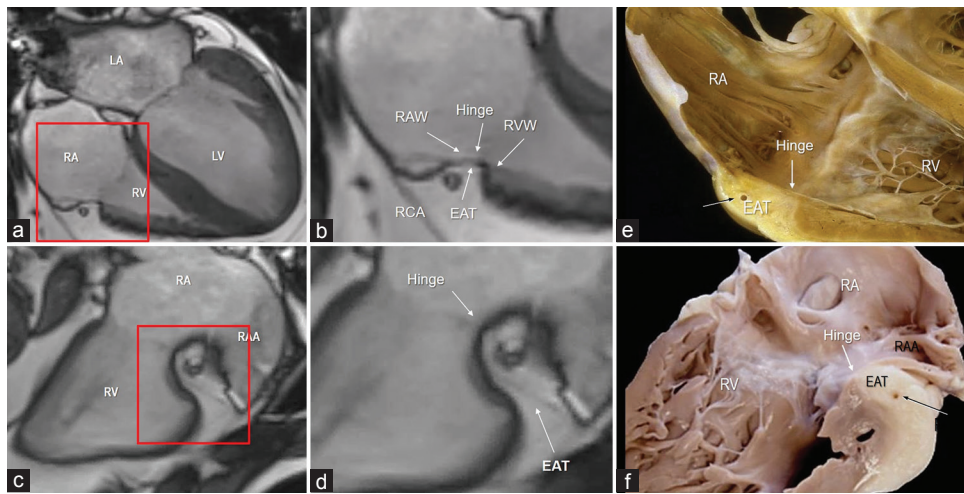 LA
RA
LV
RV
a
RAW
Hinge
RVW
RCA
EAT
b
RA
Hinge
RV
EAT
e
RA
RAA
RV
c
Hinge
EAT
d
RA
Hinge
RAA
EAT
RV
f